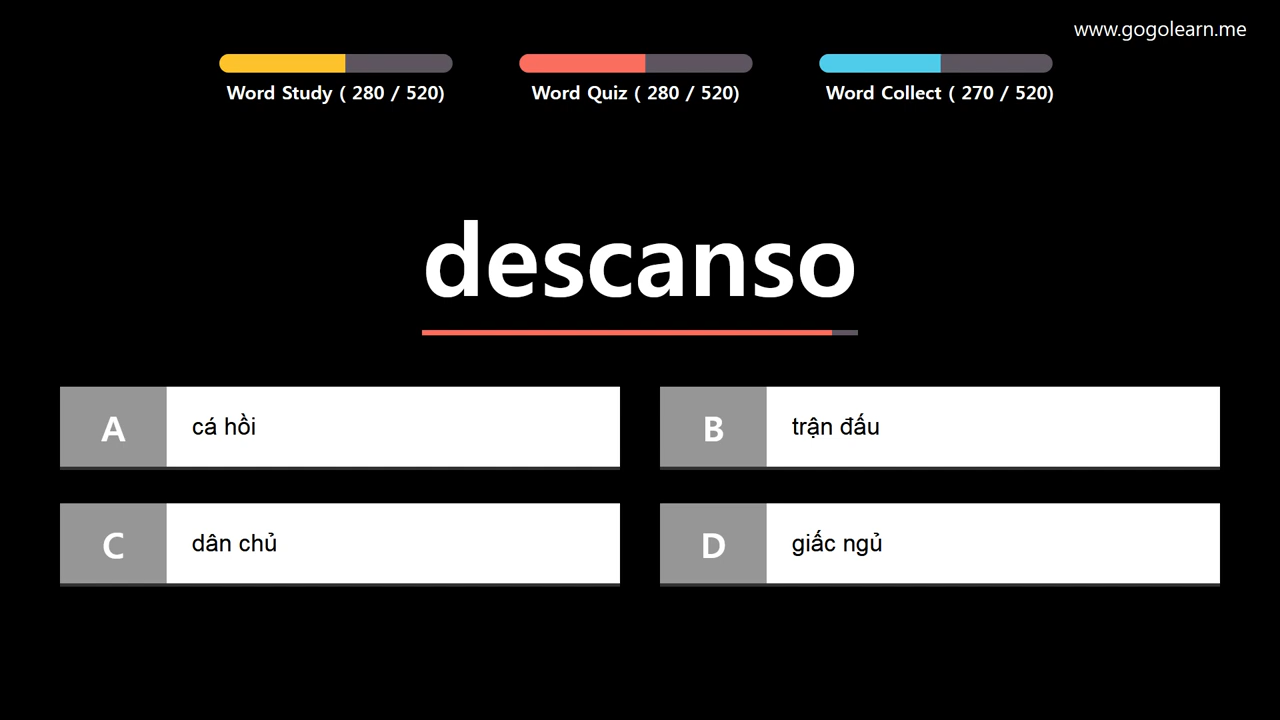 www.gogolearn.me
Word Study ( 280 / 520)
Word Quiz ( 280 / 520)
Word Collect ( 270 / 520)
descanso
A cá hồi
B trận đấu
C dân chủ
D giấc ngủ